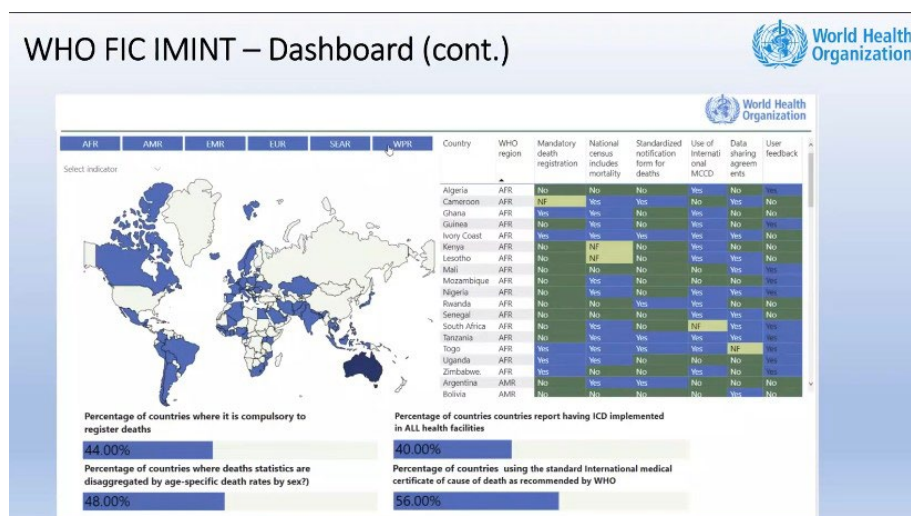 WHO FIC IMINT – Dashboard (cont.)
World Health
Organization
World Health
Organization
AFR AMR EMR EUR SEAR WPR
Select indicator
Country WHO region Mandatory death registration National census includes mortality Standardized notification form for deaths Use of Internati onal MCCD Data sharing agreem ents User feedback
Algeria AFR No No No Yes No Yes
Cameroon AFR NF Yes Yes No Yes No
Ghana AFR Yes Yes No Yes No No
Guinea AFR No Yes No Yes No Yes
Ivory Coast AFR Yes Yes Yes Yes Yes No
Kenya AFR No NF No Yes No No
Lesotho AFR No NF No Yes Yes No
Mali AFR No No No No Yes Yes
Mozambique AFR No Yes No No No Yes
Nigeria AFR No Yes No Yes Yes Yes
Rwanda AFR No No Yes Yes No No
Senegal AFR No No No Yes Yes No
South Africa AFR No Yes No NF Yes Yes
Tanzania AFR No Yes Yes Yes Yes Yes
Togo AFR Yes Yes Yes Yes NF Yes
Uganda AFR Yes Yes No No No Yes
Zimbabwe. AFR No No No Yes No Yes
Argentina AMR No Yes Yes No No No
Bolivia AMR No No No No Yes No
Percentage of countries where it is compulsory to
register deaths
44.00%
Percentage of countries countries report having ICD implemented
in ALL health facilities
40.00%
Percentage of countries where deaths statistics are
disaggregated by age-specific death rates by sex?)
48.00%
Percentage of countries using the standard International medical
certificate of cause of death as recommended by WHO
56.00%